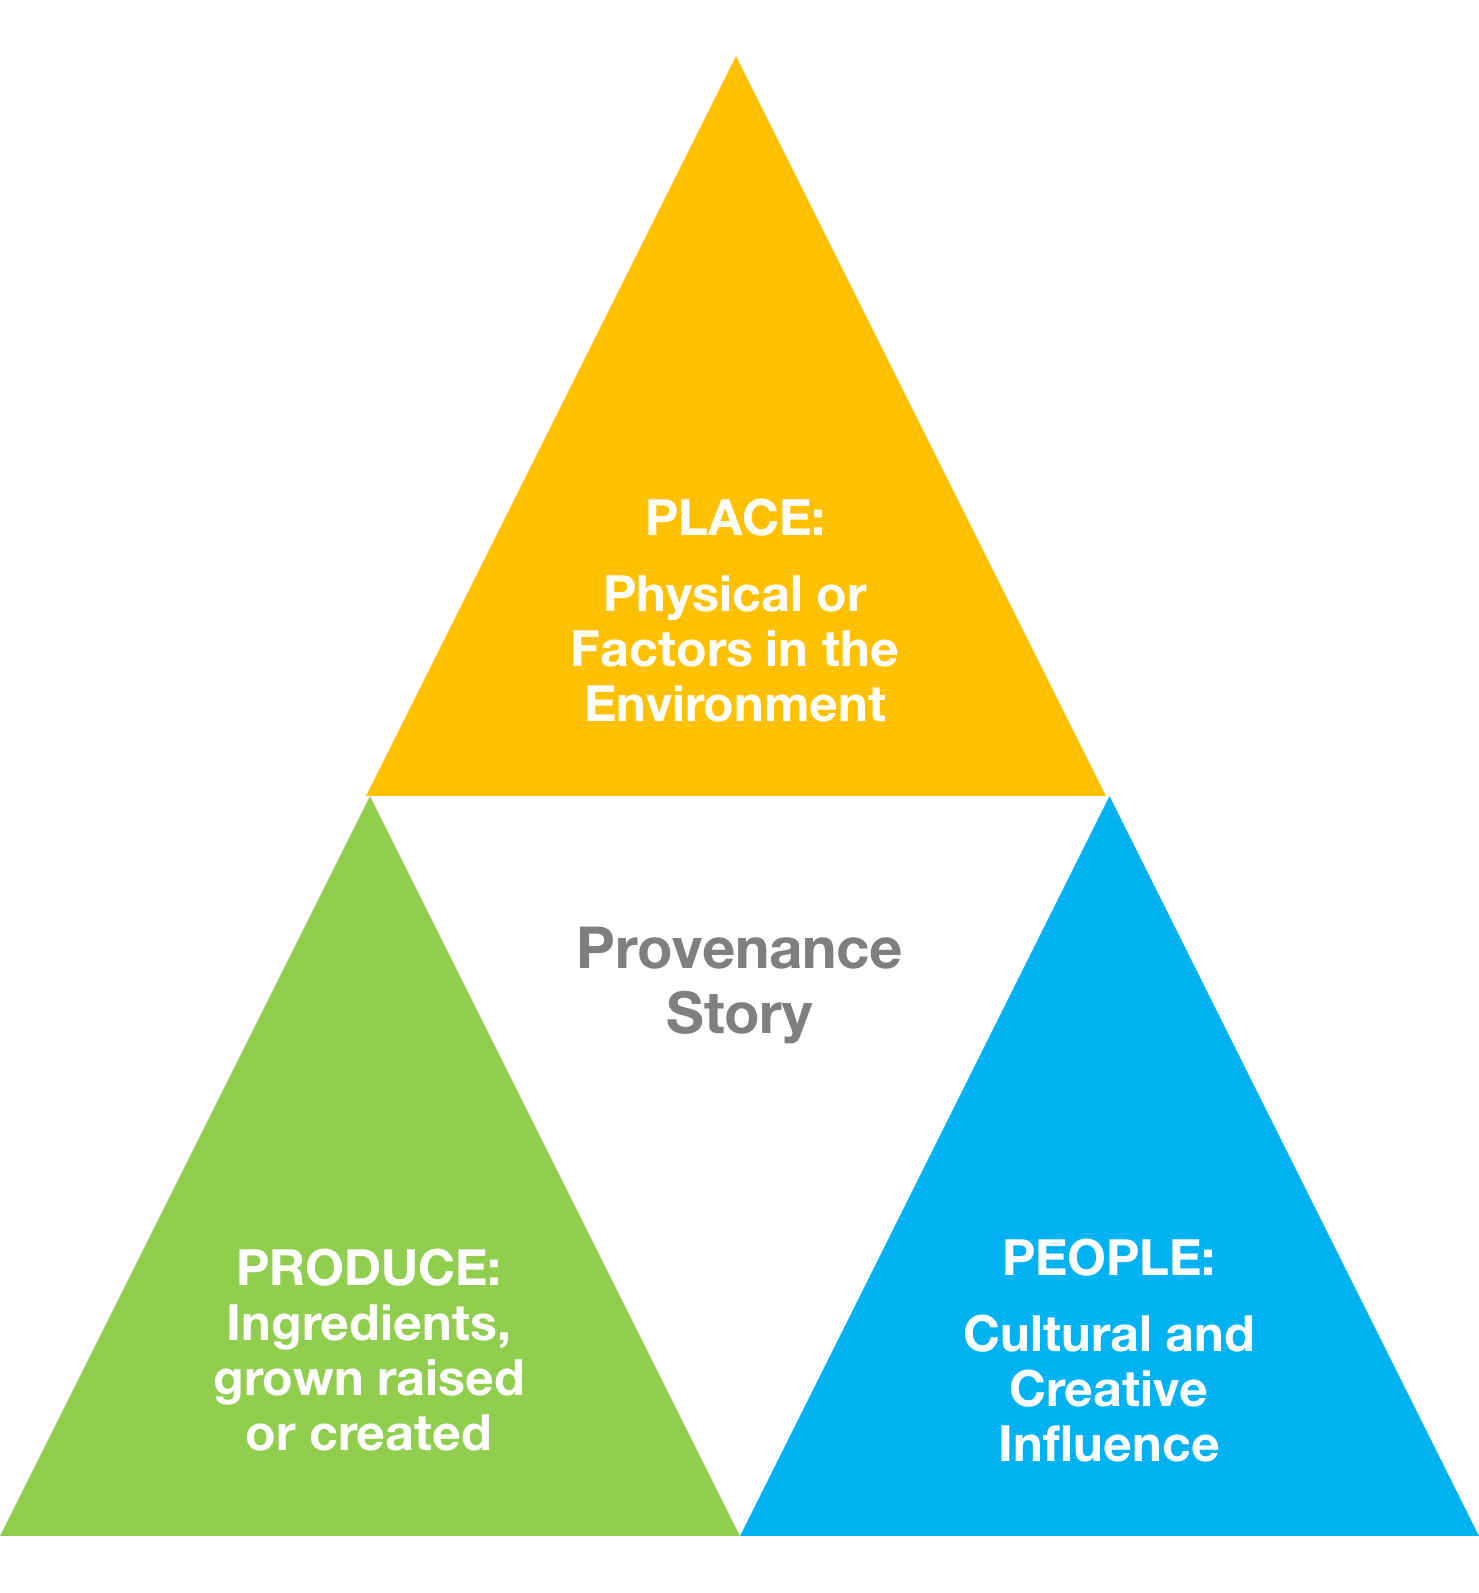 PLACE:
Physical or
Factors in the
Environment
Provenance
Story
PRODUCE:
Ingredients,
grown raised
or created
PEOPLE:
Cultural and
Creative
Influence